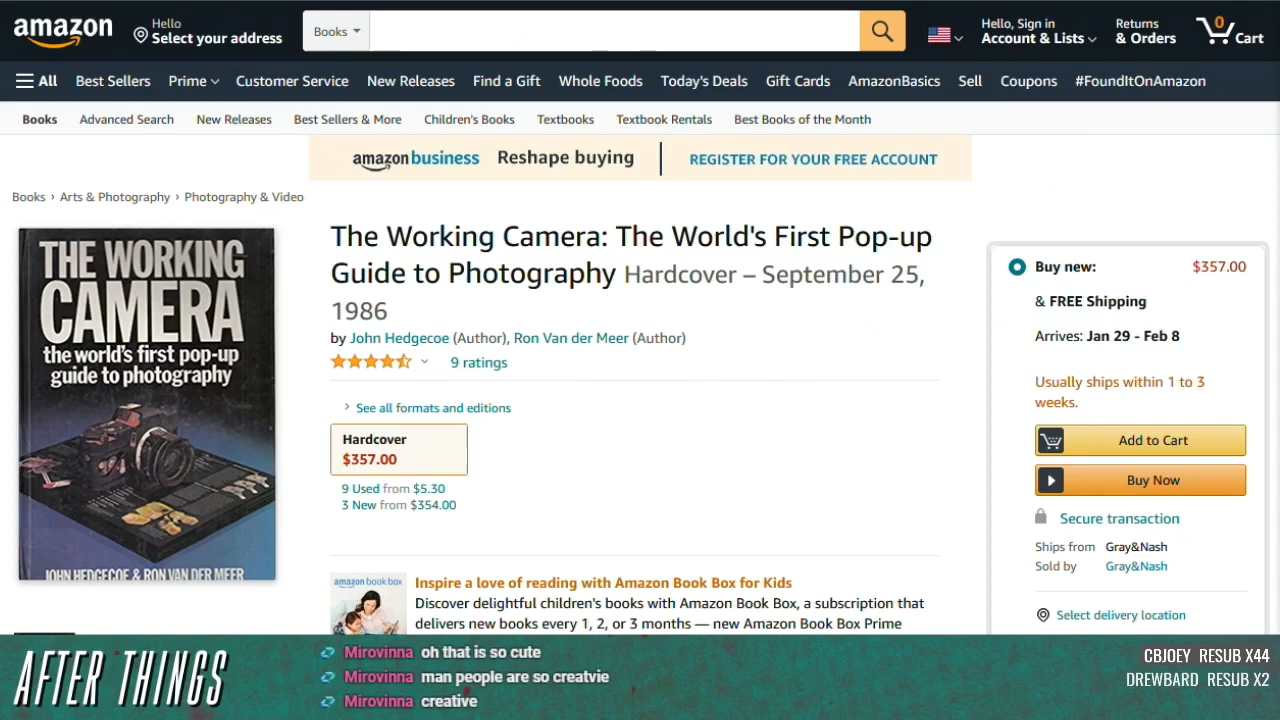 amazon
Hello
Select your address
Books
Hello, Sign in
Account & Lists
Returns
& Orders
0
Cart
All
Best Sellers
Prime
Customer Service
New Releases
Find a Gift
Whole Foods
Today's Deals
Gift Cards
AmazonBasics
Sell
Coupons
#FoundItOnAmazon
Books
Advanced Search
New Releases
Best Sellers & More
Children's Books
Textbooks
Textbook Rentals
Best Books of the Month
amazon business
Reshape buying
REGISTER FOR YOUR FREE ACCOUNT
Books › Arts & Photography › Photography & Video
THE WORKING
CAMERA
the world's first pop-up
guide to photography
JOHN HEDGECOE & RON VAN DER MEER
The Working Camera: The World's First Pop-up
Guide to Photography Hardcover – September 25,
1986
by John Hedgecoe (Author), Ron Van der Meer (Author)
9 ratings
› See all formats and editions
Hardcover
$357.00
9 Used from $5.30
3 New from $354.00
amazon book box
Inspire a love of reading with Amazon Book Box for Kids
Discover delightful children's books with Amazon Book Box, a subscription that
delivers new books every 1, 2, or 3 months — new Amazon Book Box Prime
Buy new:
$357.00
& FREE Shipping
Arrives: Jan 29 - Feb 8
Usually ships within 1 to 3
weeks.
Add to Cart
Buy Now
Secure transaction
Ships from Gray&Nash
Sold by Gray&Nash
Select delivery location
AFTER THINGS
Mirovinna oh that is so cute
Mirovinna man people are so creatvie
Mirovinna creative
CBJOEY RESUB X44
DREWBARD RESUB X2